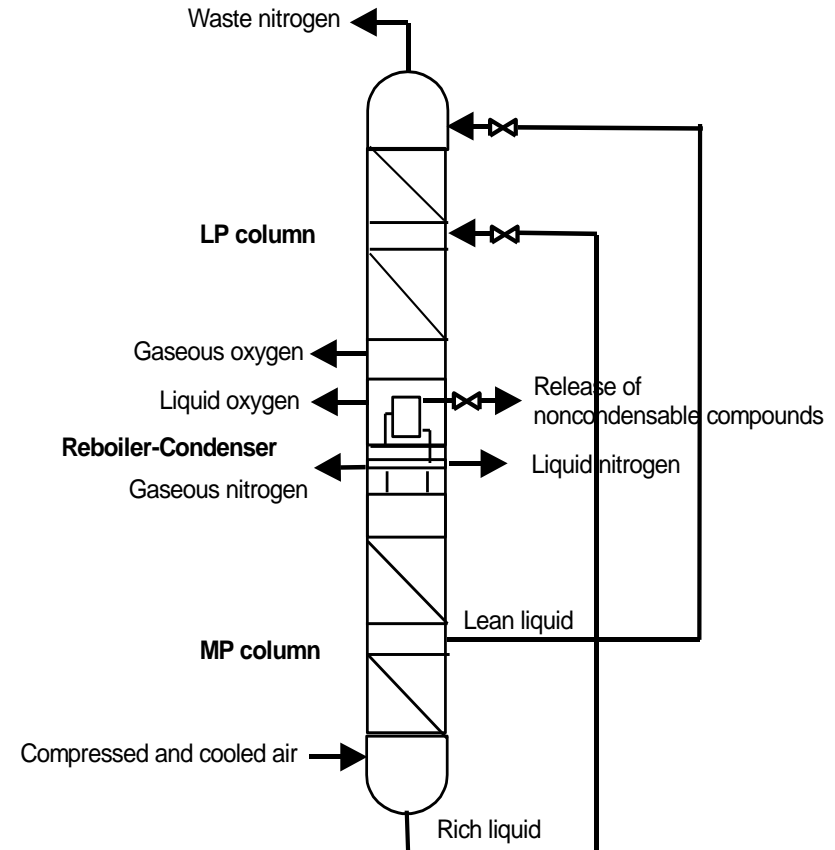 Waste nitrogen
LP column
Gaseous oxygen
Liquid oxygen
Release of
noncondensable compounds
Reboiler-Condenser
Liquid nitrogen
Gaseous nitrogen
Lean liquid
MP column
Compressed and cooled air
Rich liquid